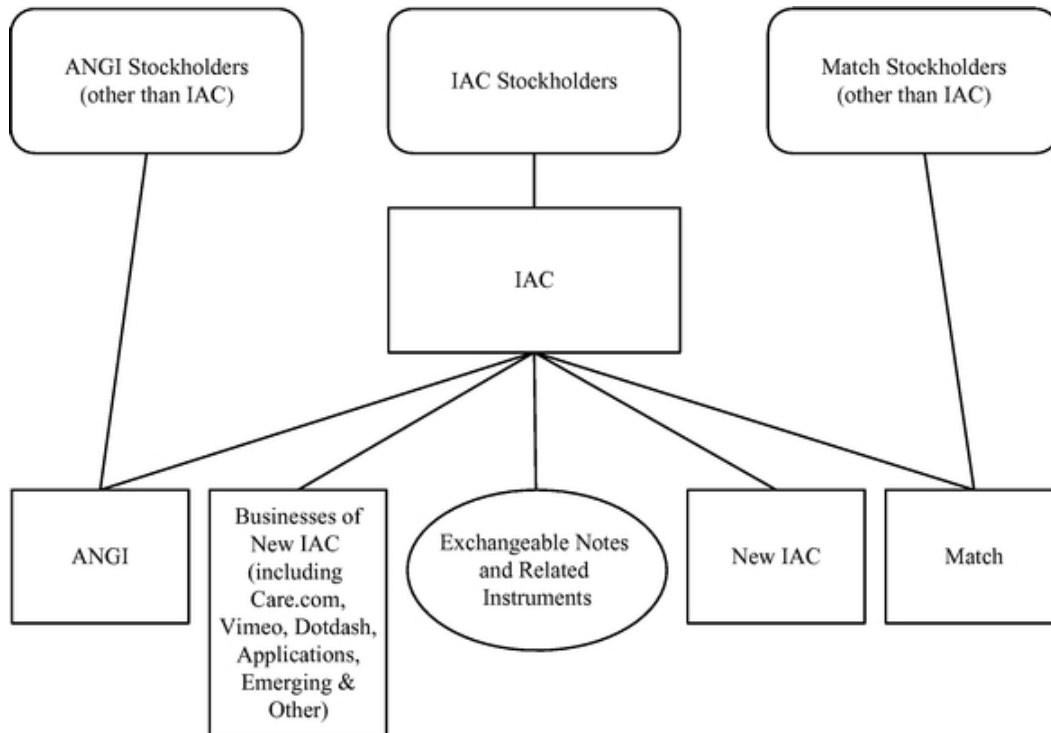 ANGI Stockholders
(other than IAC)
IAC Stockholders
Match Stockholders
(other than IAC)
IAC
ANGI
Businesses of
New IAC
(including
Care.com,
Vimeo, Dotdash,
Applications,
Emerging &
Other)
Exchangeable Notes
and Related
Instruments
New IAC
Match